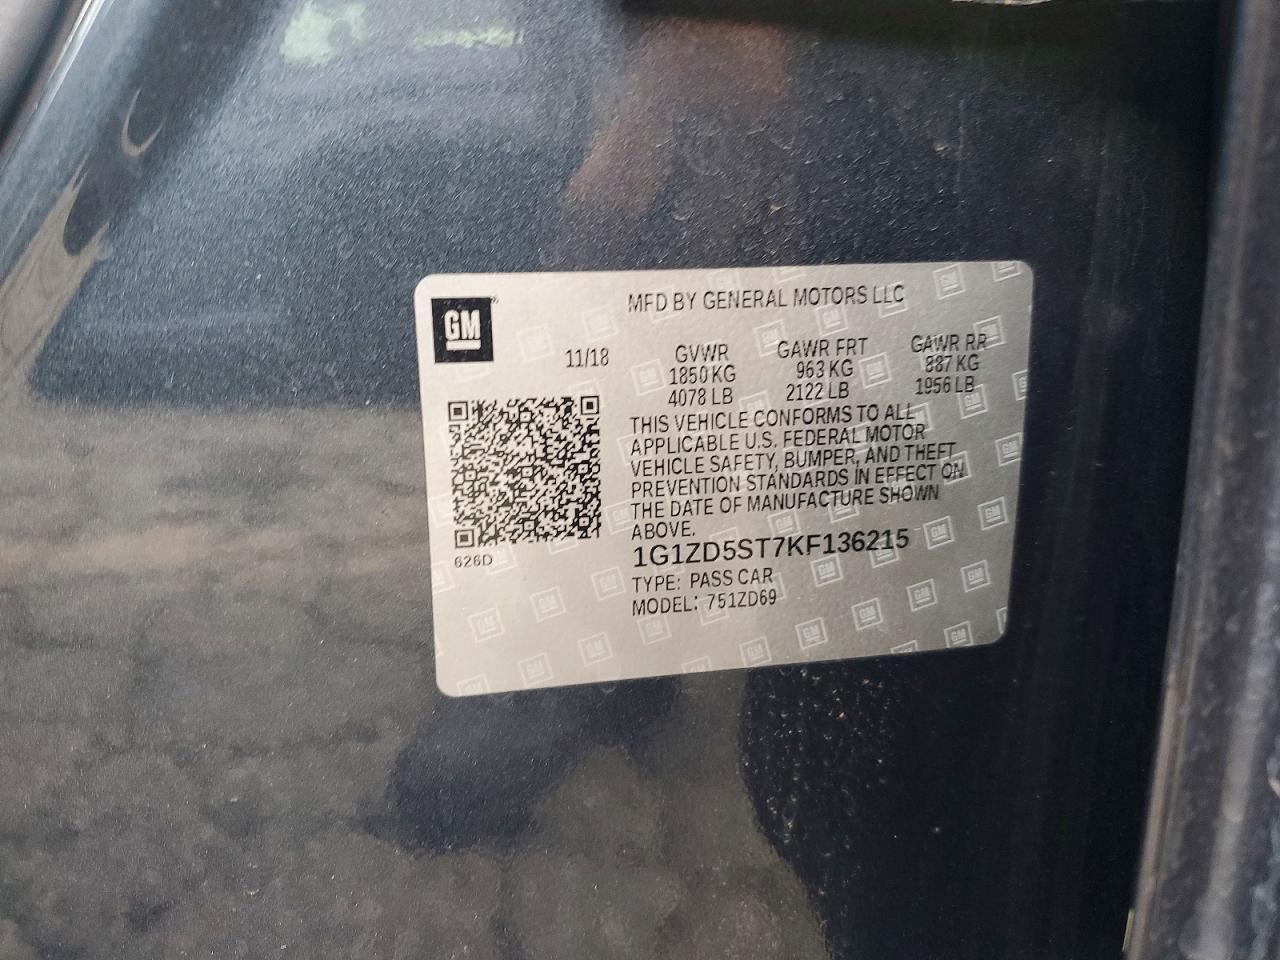 GM
MFD BY GENERAL MOTORS LLC
11/18
GVWR
1850 KG
4078 LB
GAWR FRT
963 KG
2122 LB
GAWR RR
887 KG
1956 LB
THIS VEHICLE CONFORMS TO ALL
APPLICABLE U.S. FEDERAL MOTOR
VEHICLE SAFETY, BUMPER, AND THEFT
PREVENTION STANDARDS IN EFFECT ON
THE DATE OF MANUFACTURE SHOWN
ABOVE.
626D
1G1ZD5ST7KF136215
TYPE: PASS CAR
MODEL: 751ZD69